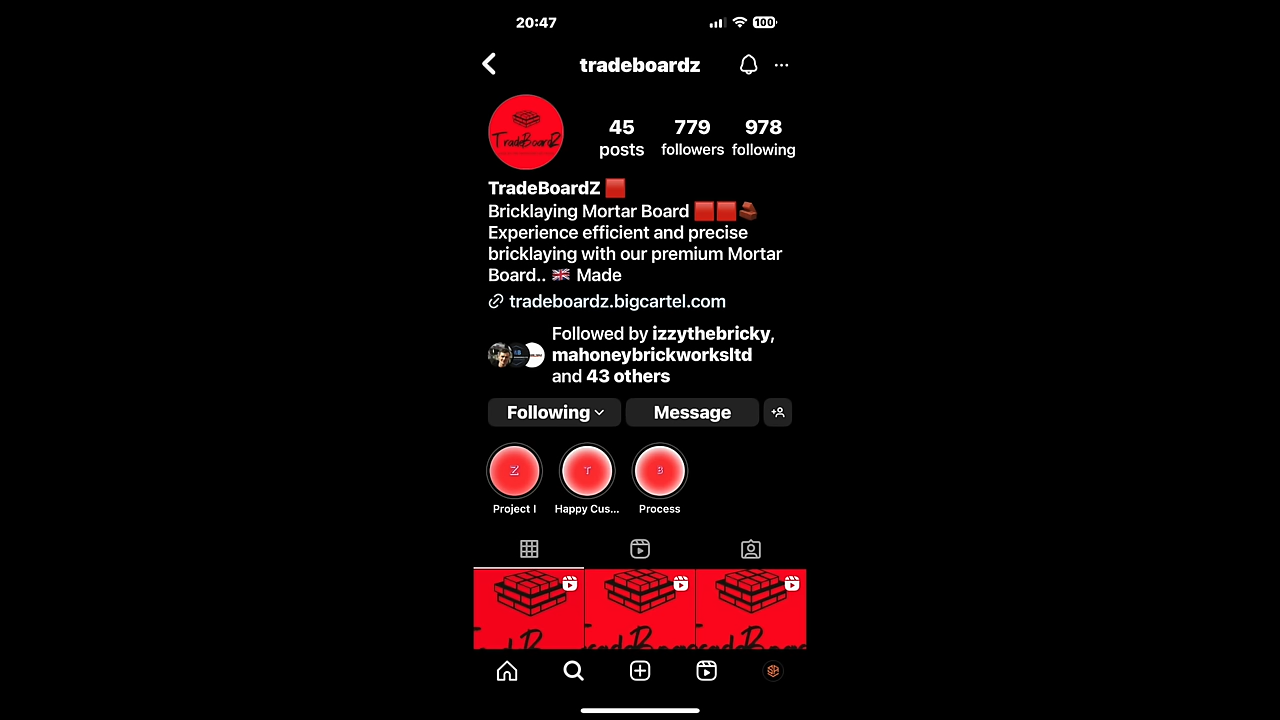 20:47
100
tradeboardz
TradeBoardZ
45
779
978
posts
followers
following
TradeBoardZ 🟥
Bricklaying Mortar Board 🟥🟥🧱
Experience efficient and precise
bricklaying with our premium Mortar
Board.. 🇬🇧 Made
tradeboardz.bigcartel.com
Followed by izzythebricky,
mahoneybrickworksltd
and 43 others
Following
Message
Z
T
B
Project I
Happy Cus...
Process